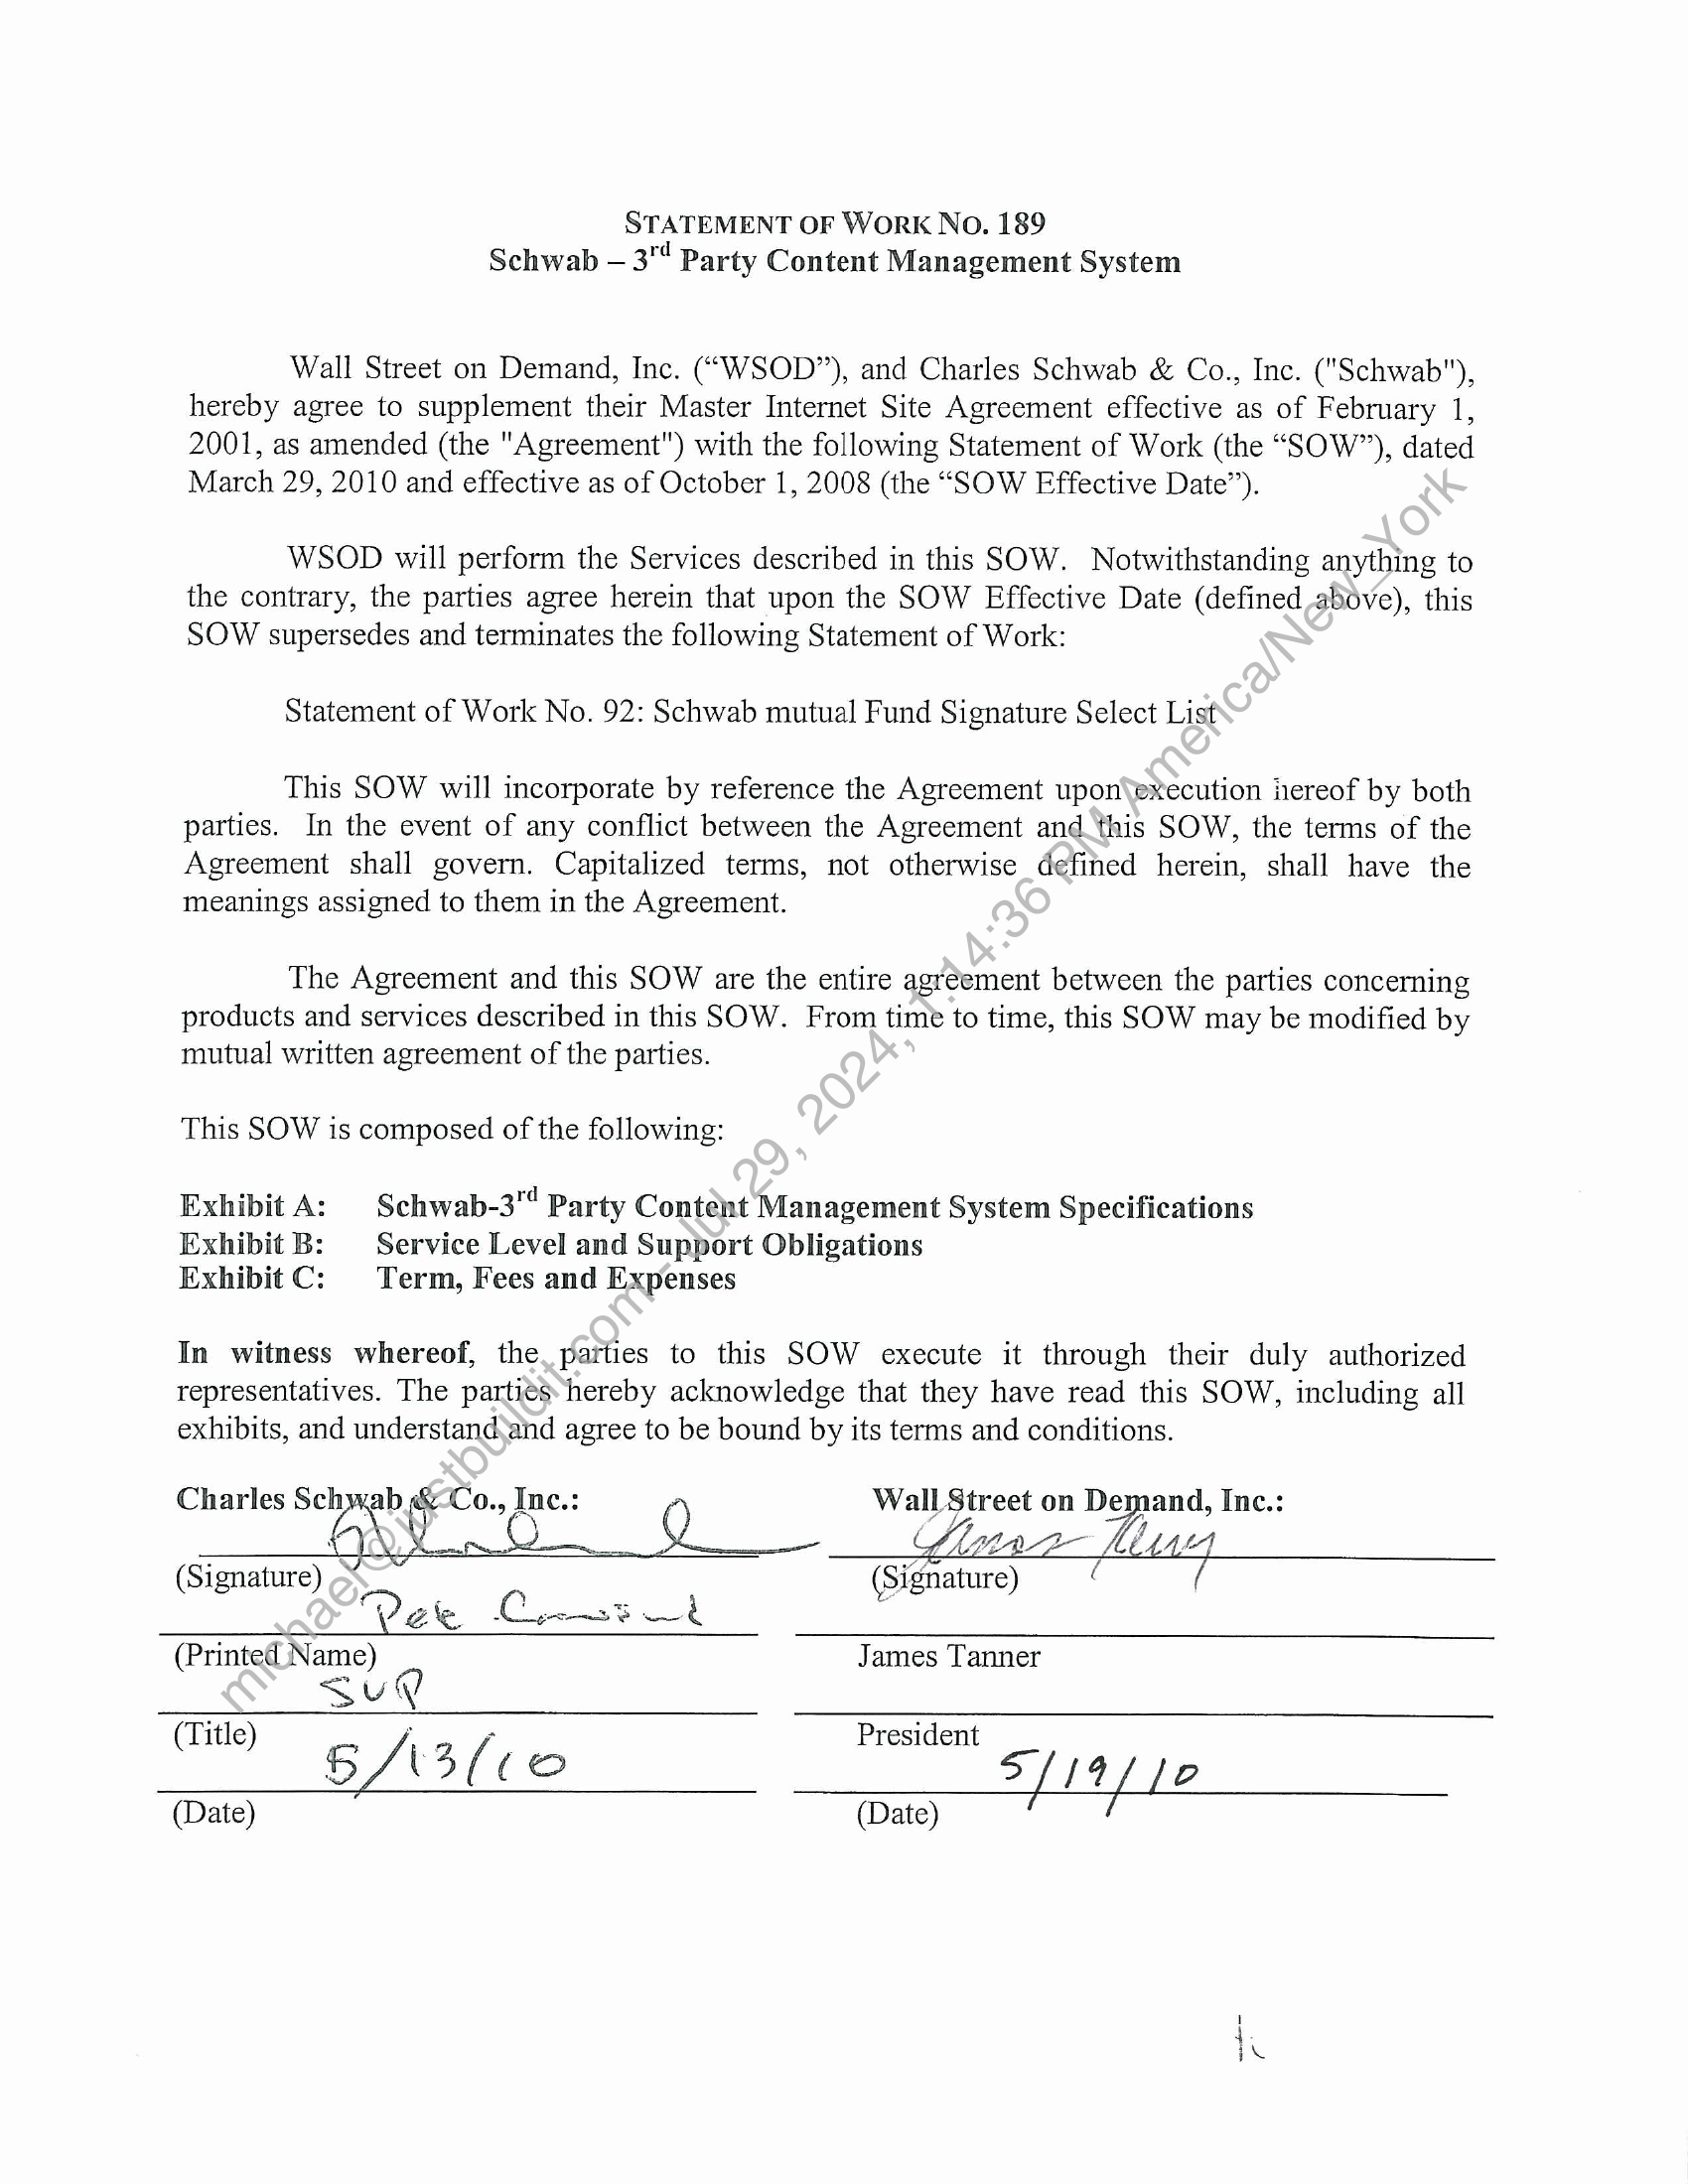 STATEMENT OF WORK NO. 189
Schwab – 3rd Party Content Management System
Wall Street on Demand, Inc. (“WSOD”), and Charles Schwab & Co., Inc. ("Schwab"),
hereby agree to supplement their Master Internet Site Agreement effective as of February 1,
2001, as amended (the "Agreement") with the following Statement of Work (the “SOW”), dated
March 29, 2010 and effective as of October 1, 2008 (the “SOW Effective Date”).
WSOD will perform the Services described in this SOW. Notwithstanding anything to
the contrary, the parties agree herein that upon the SOW Effective Date (defined above), this
SOW supersedes and terminates the following Statement of Work:
Statement of Work No. 92: Schwab mutual Fund Signature Select List
This SOW will incorporate by reference the Agreement upon execution hereof by both
parties. In the event of any conflict between the Agreement and this SOW, the terms of the
Agreement shall govern. Capitalized terms, not otherwise defined herein, shall have the
meanings assigned to them in the Agreement.
The Agreement and this SOW are the entire agreement between the parties concerning
products and services described in this SOW. From time to time, this SOW may be modified by
mutual written agreement of the parties.
This SOW is composed of the following:
Exhibit A: Schwab-3rd Party Content Management System Specifications
Exhibit B: Service Level and Support Obligations
Exhibit C: Term, Fees and Expenses
In witness whereof, the parties to this SOW execute it through their duly authorized
representatives. The parties hereby acknowledge that they have read this SOW, including all
exhibits, and understand and agree to be bound by its terms and conditions.
Charles Schwab & Co., Inc.: Wall Street on Demand, Inc.:
(Signature) (Signature)
Pete
(Printed Name) James Tanner
SVP
(Title) President
5/13/10 5/19/10
(Date) (Date)
michael@justbuildit.com - Jul 29, 2024, 1:14:36 PM America/New_York